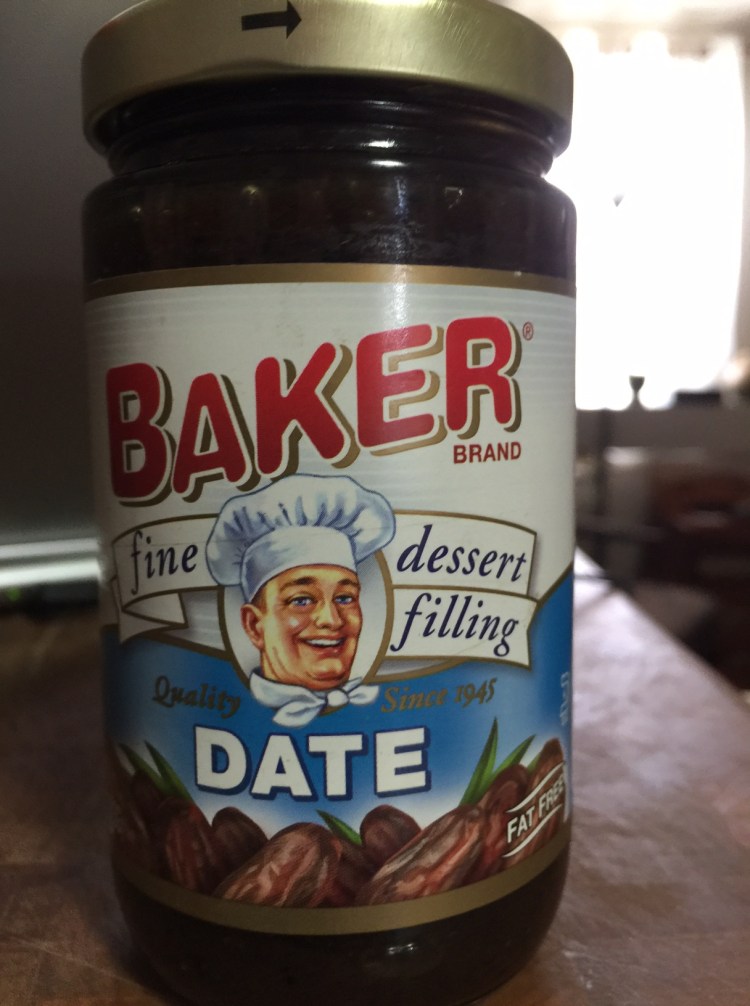 BAKER®
BRAND
fine dessert
filling
Quality Since 1945
DATE
FAT FREE